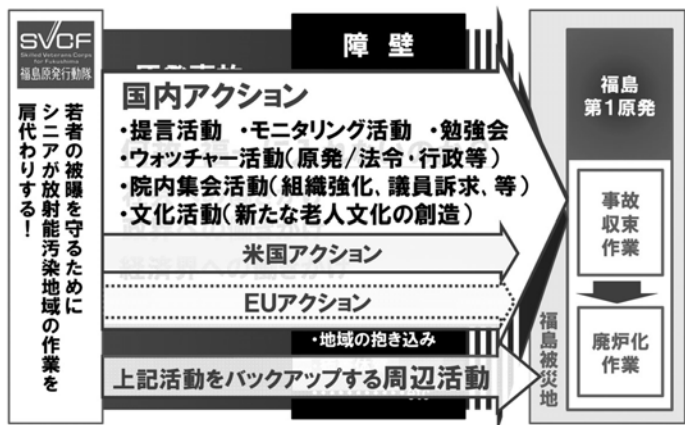 SVCF
Skilled Veterans Corps
for Fukushima
福島原発行動隊
若者の被曝を守るために
シニアが放射能汚染地域の作業を
肩代わりする！
障壁
国内アクション
・提言活動 ・モニタリング活動 ・勉強会
・ウォッチャー活動（原発/法令・行政等）
・院内集会活動（組織強化、議員訴求、等）
・文化活動（新たな老人文化の創造）
米国アクション
EUアクション
・地域の抱き込み
上記活動をバックアップする周辺活動
福島
第1原発
事故
収束
作業
廃炉化
作業
福島被災地